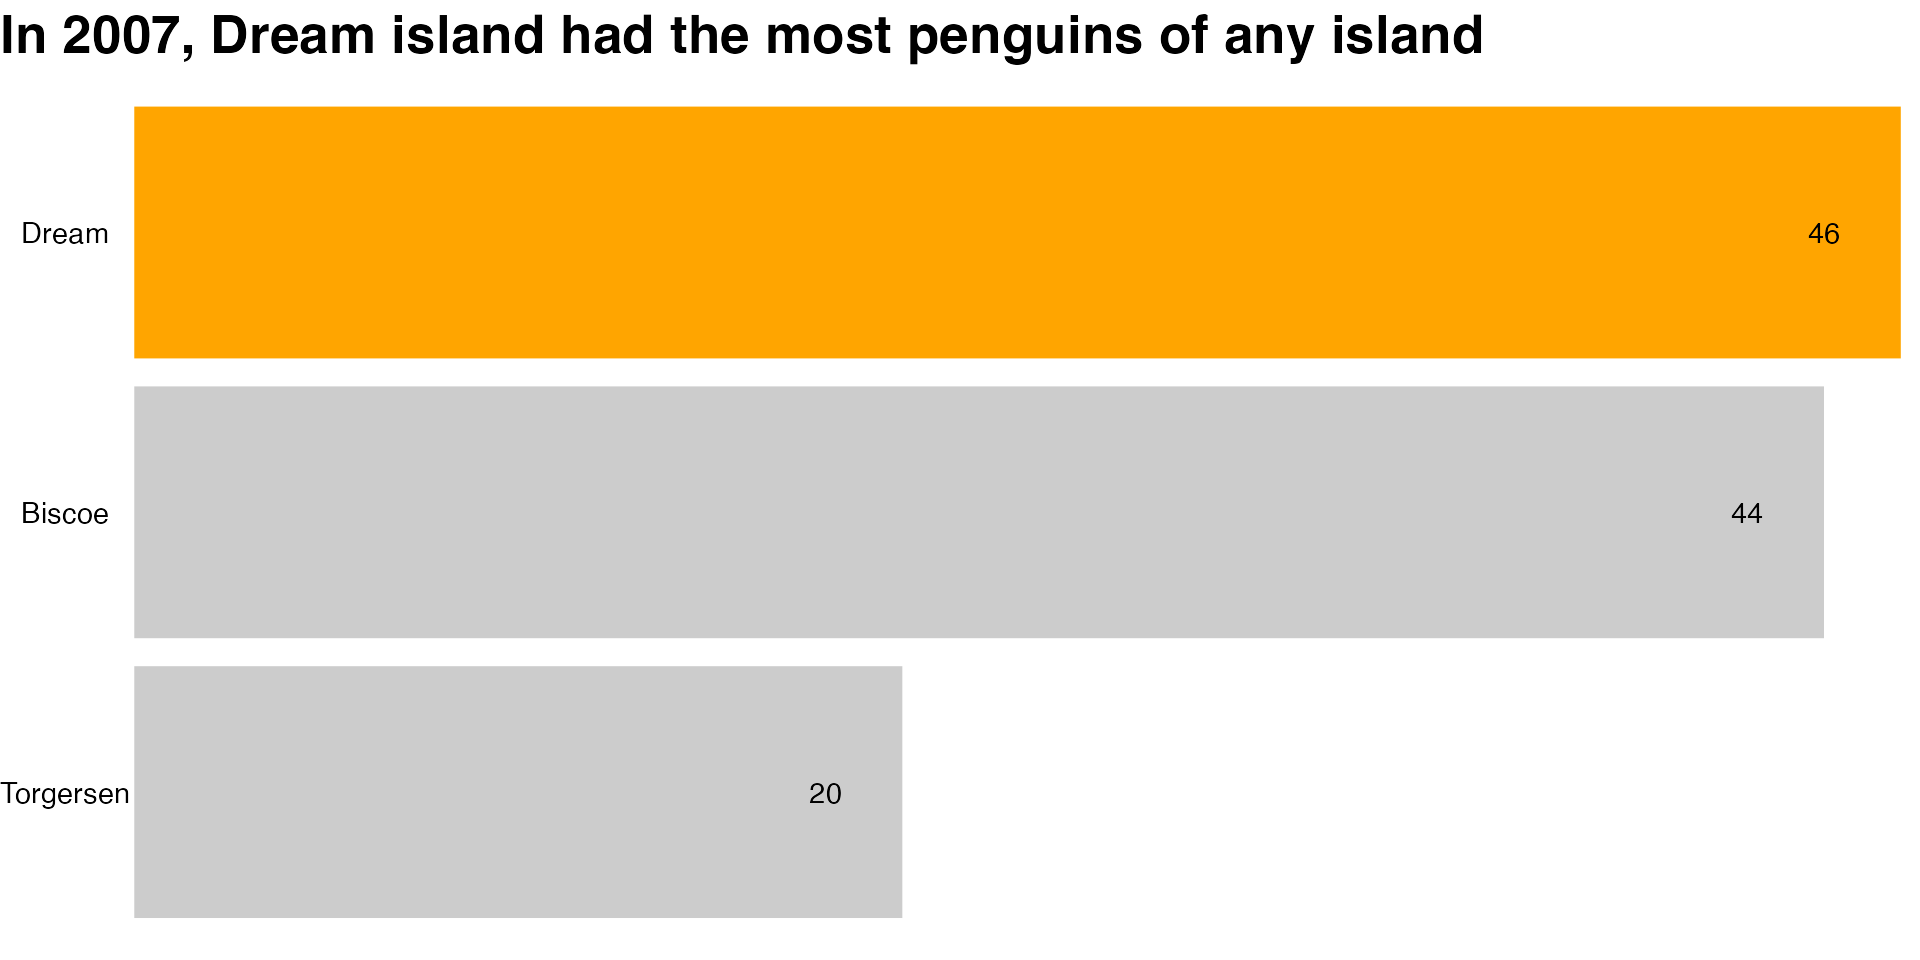 In 2007, Dream island had the most penguins of any island
Dream
46
Biscoe
44
Torgersen
20